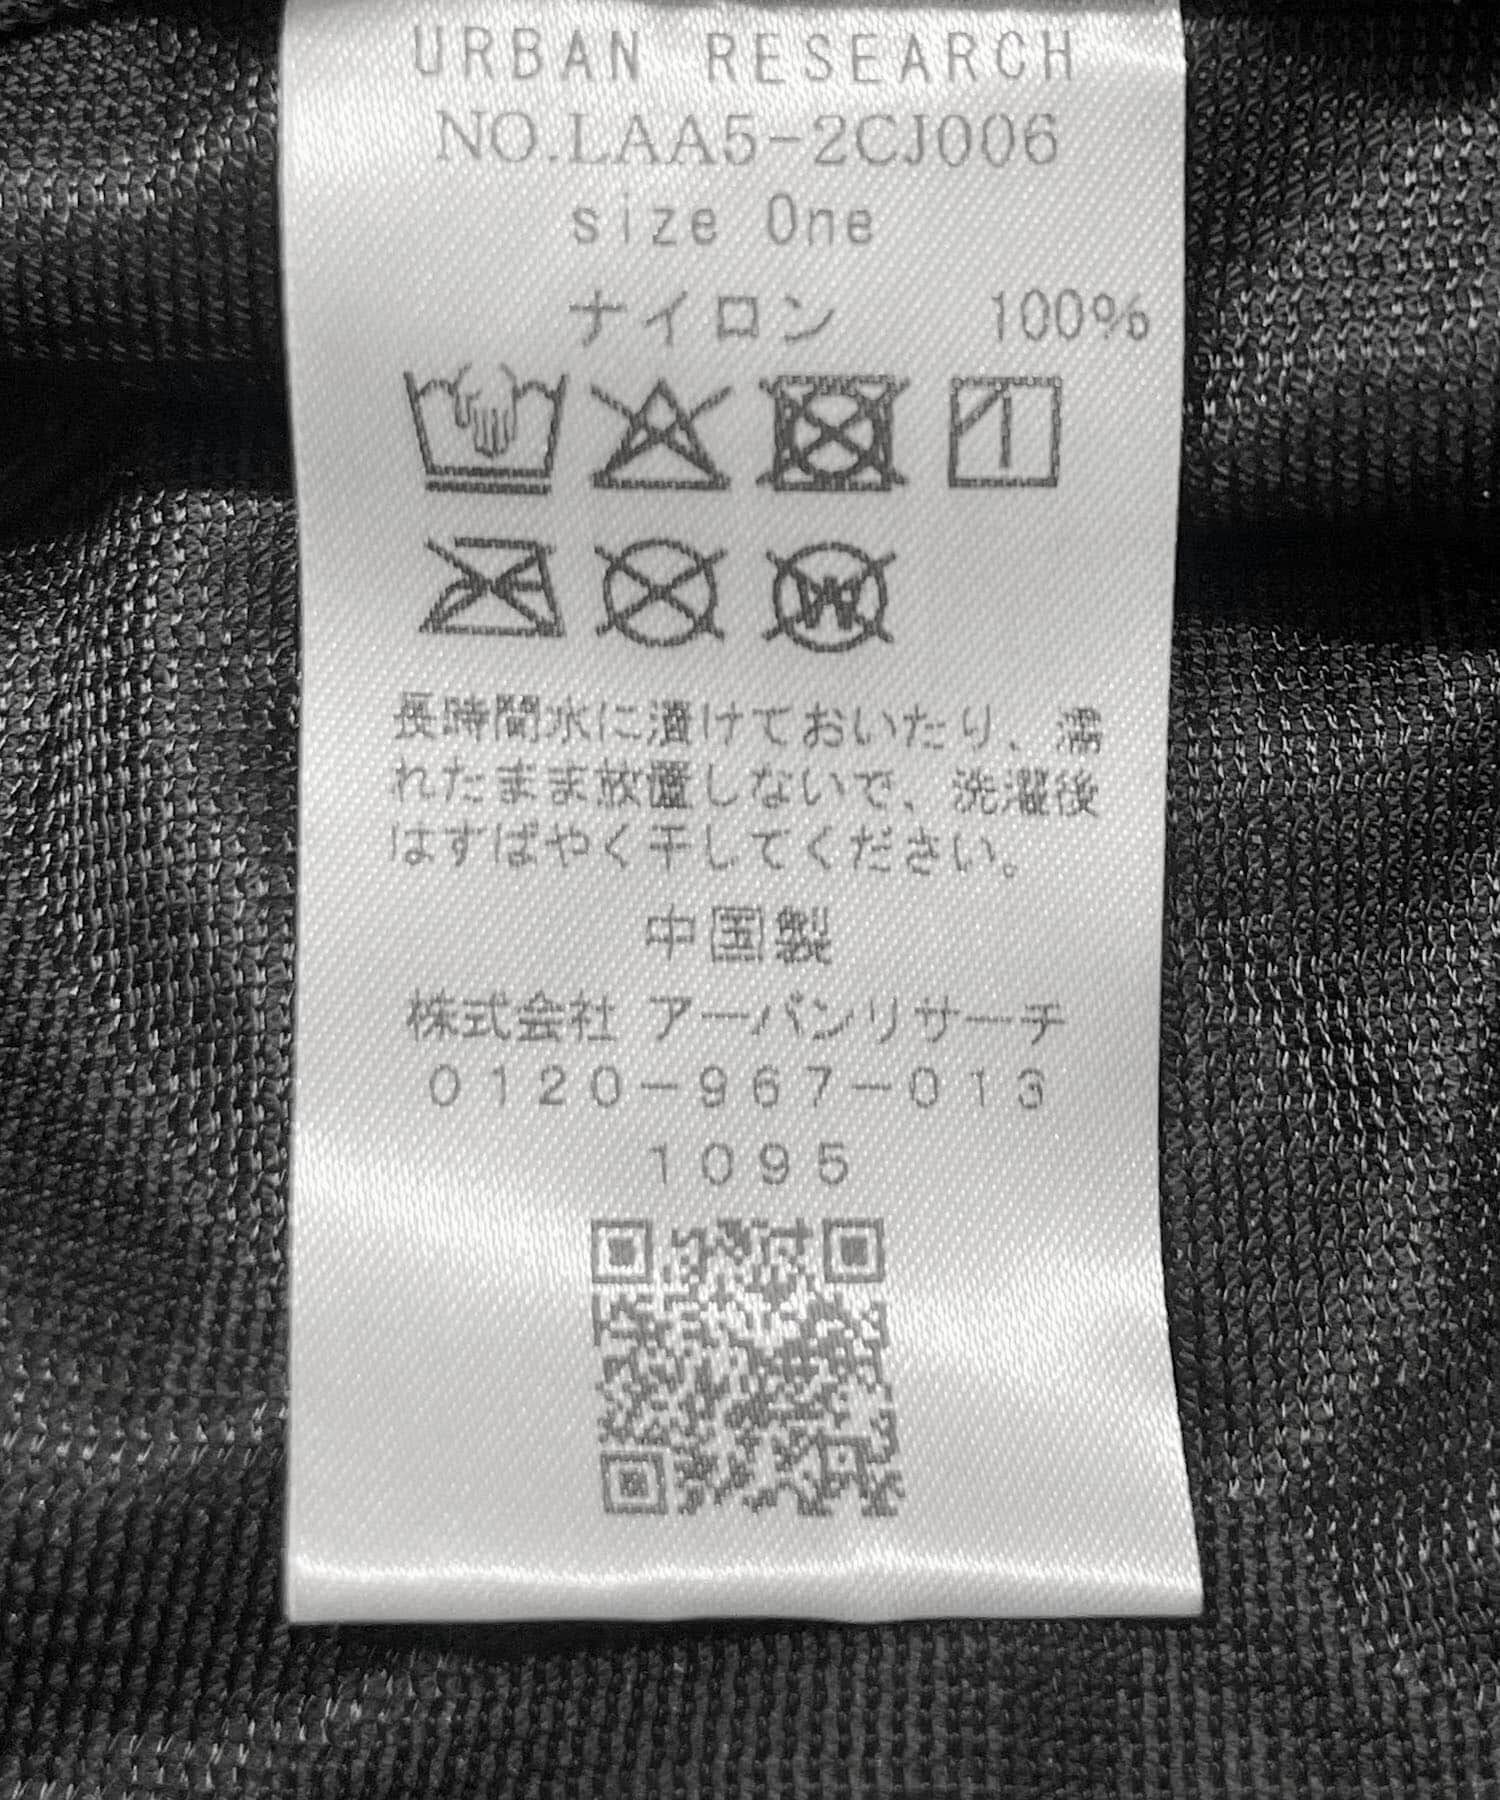 URBAN RESEARCH
NO.LAA5-2CJ006
size One
ナイロン 100%
W
長時間水に漬けておいたり、濡
れたまま放置しないで、洗濯後
はすばやく干してください。
中国製
株式会社 アーバンリサーチ
0120-967-013
1095